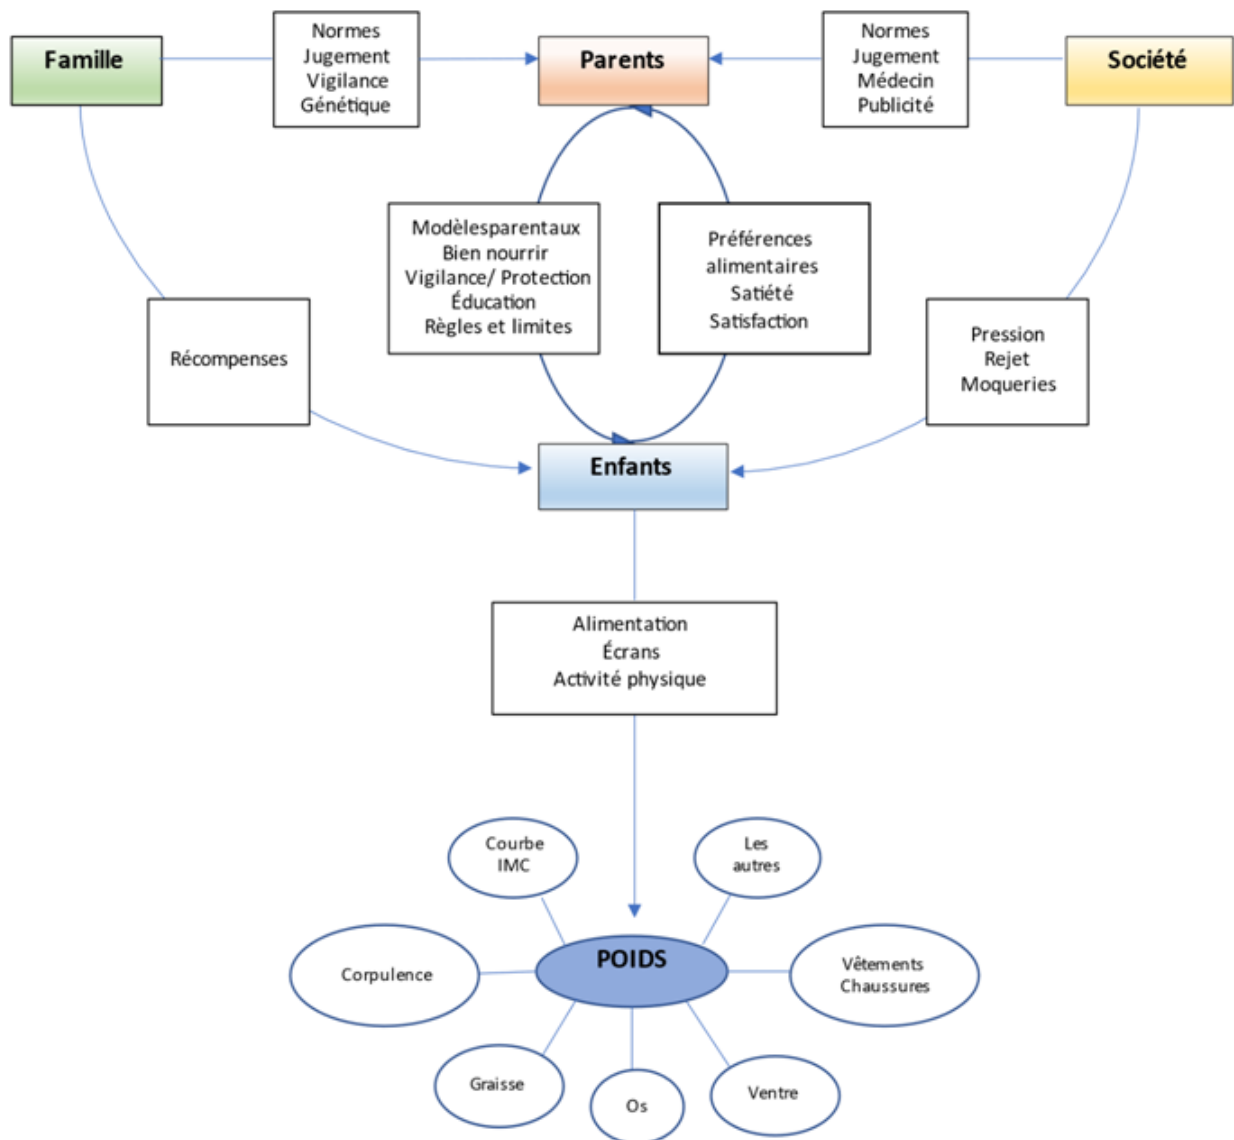 Famille
Normes
Jugement
Vigilance
Génétique
Parents
Normes
Jugement
Médecin
Publicité
Société
Modèlesparentaux
Bien nourrir
Vigilance/ Protection
Éducation
Règles et limites
Préférences
alimentaires
Satiété
Satisfaction
Récompenses
Pression
Rejet
Moqueries
Enfants
Alimentation
Écrans
Activité physique
Courbe
IMC
Les
autres
Corpulence
POIDS
Vêtements
Chaussures
Graisse
Os
Ventre